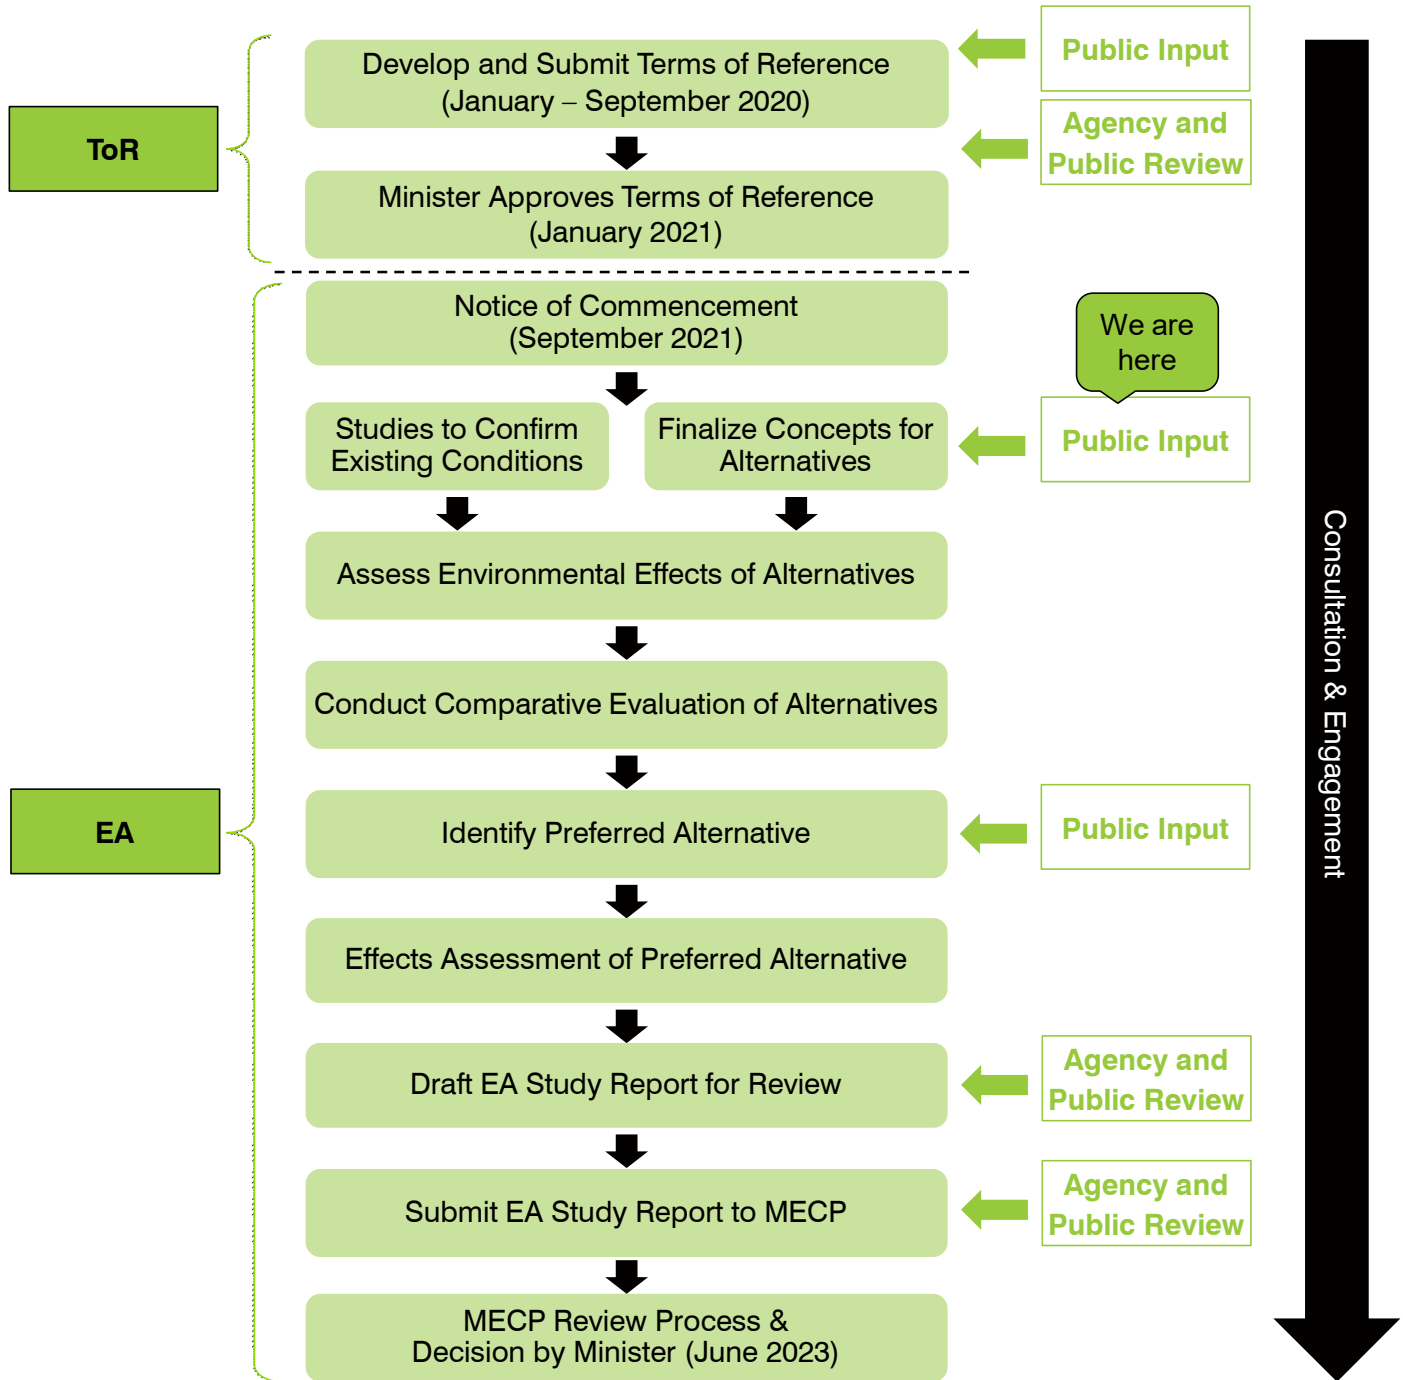 Develop and Submit Terms of Reference
(January – September 2020)
Public Input
ToR
Agency and
Public Review
Minister Approves Terms of Reference
(January 2021)
Notice of Commencement
(September 2021)
We are
here
Studies to Confirm
Existing Conditions
Finalize Concepts for
Alternatives
Public Input
Assess Environmental Effects of Alternatives
Conduct Comparative Evaluation of Alternatives
EA
Identify Preferred Alternative
Public Input
Effects Assessment of Preferred Alternative
Draft EA Study Report for Review
Agency and
Public Review
Submit EA Study Report to MECP
Agency and
Public Review
MECP Review Process &
Decision by Minister (June 2023)
Consultation & Engagement